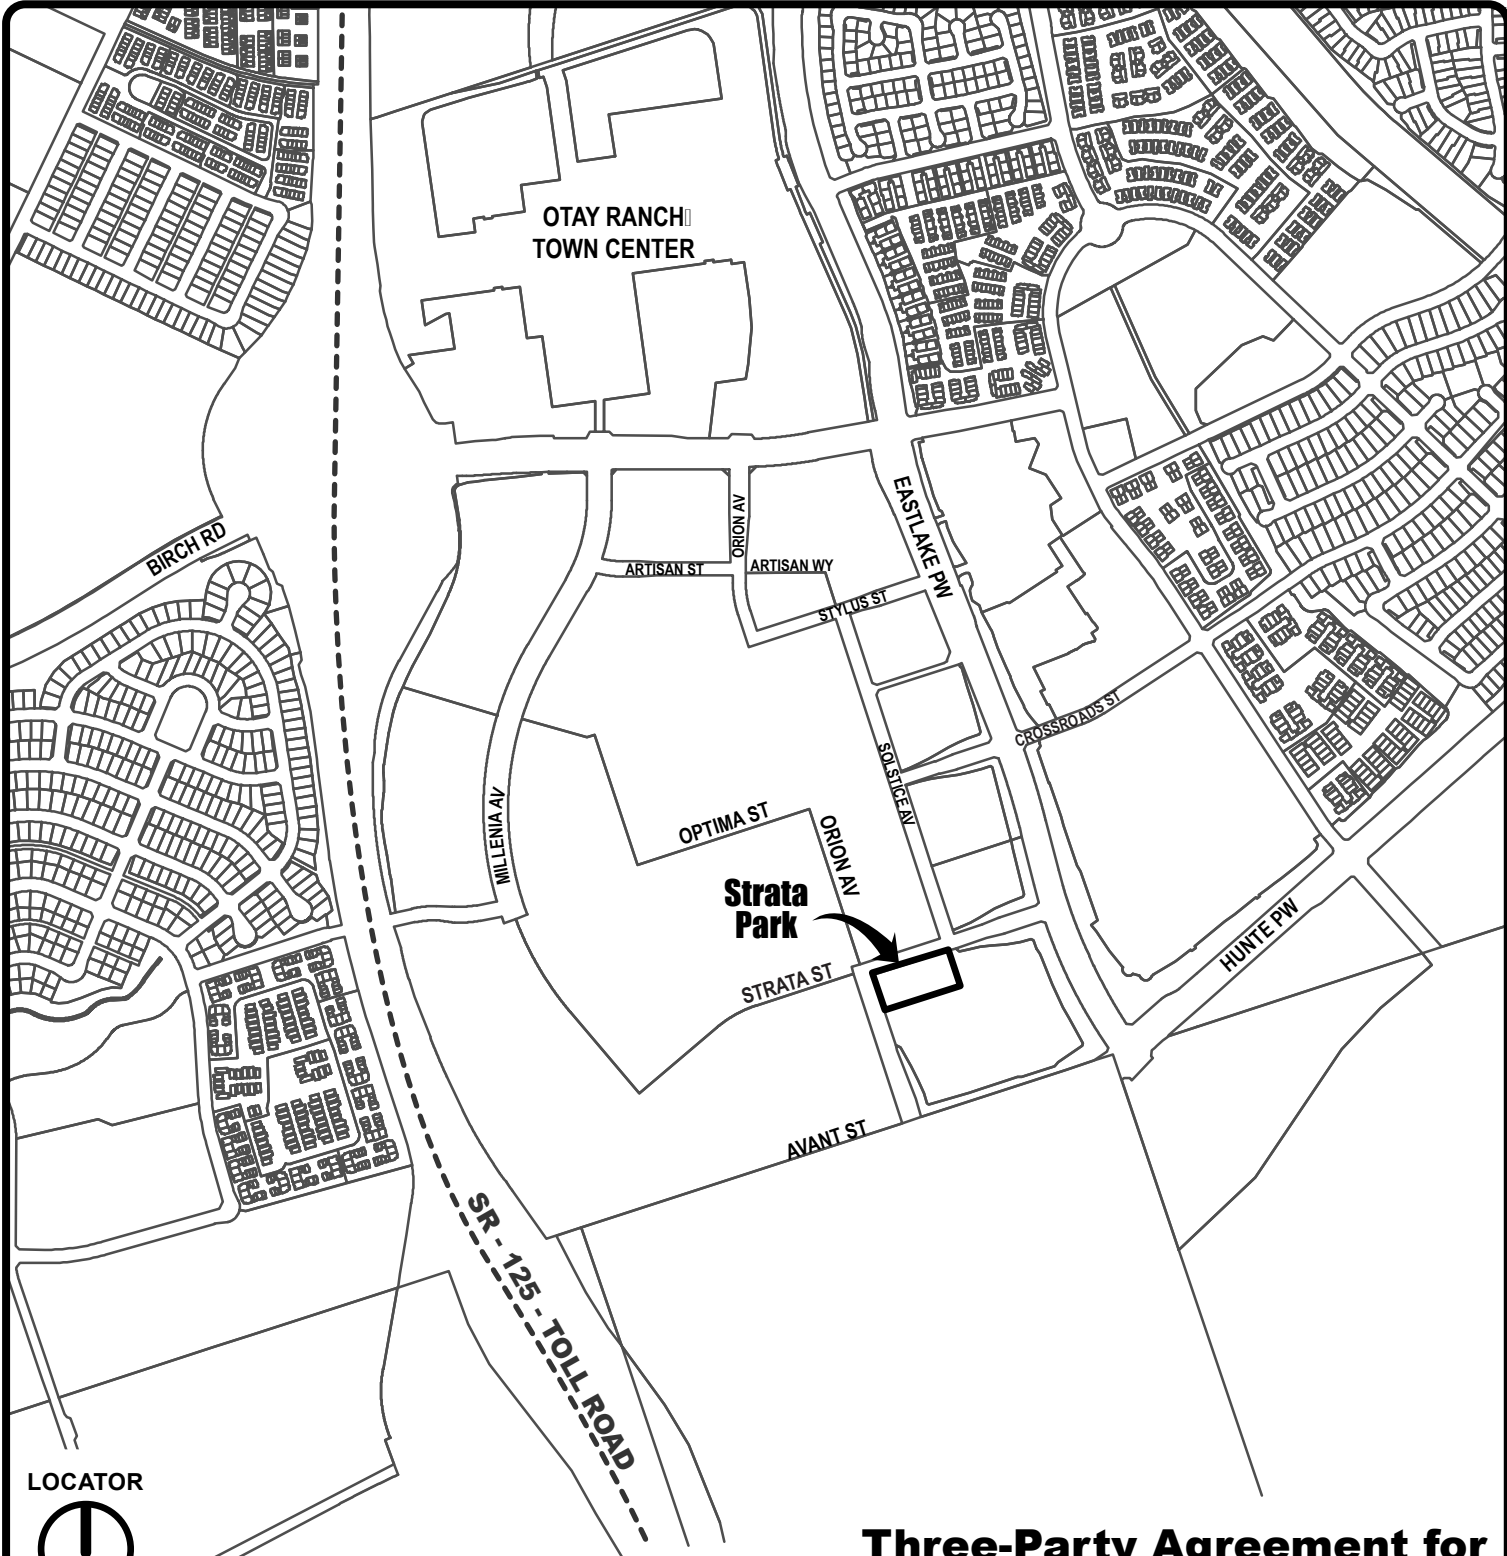 OTAY RANCH
TOWN CENTER
BIRCH RD
EASTLAKE PW
ORION AV
ARTISAN ST
ARTISAN WY
STYLUS ST
CROSSROADS ST
SOLSTICE AV
MILLENIA AV
OPTIMA ST
ORION AV
Strata
Park
HUNTE PW
STRATA ST
AVANT ST
SR - 125 - TOLL ROAD
LOCATOR
Three-Party Agreement for